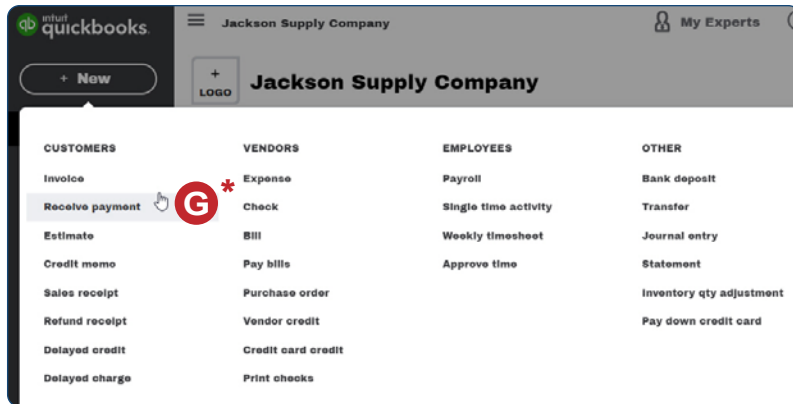 intuit
qb quickbooks.
Jackson Supply Company
My Experts
+ New
+
LOGO
Jackson Supply Company
CUSTOMERS
Invoice
Receive payment
Estimate
Credit memo
Sales receipt
Refund receipt
Delayed credit
Delayed charge
G *
VENDORS
Expense
Check
Bill
Pay bills
Purchase order
Vendor credit
Credit card credit
Print checks
EMPLOYEES
Payroll
Single time activity
Weekly timesheet
Approve time
OTHER
Bank deposit
Transfer
Journal entry
Statement
Inventory qty adjustment
Pay down credit card